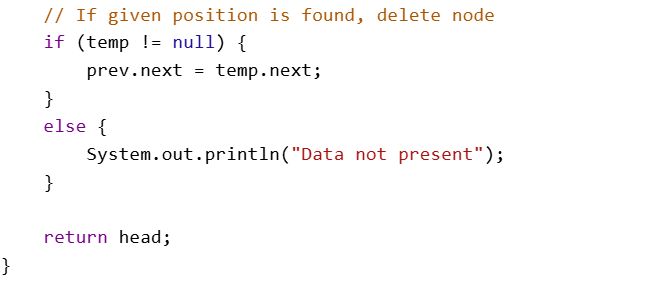 // If given position is found, delete node
    if (temp != null) {
        prev.next = temp.next;
    }
    else {
        System.out.println("Data not present");
    }

    return head;
}